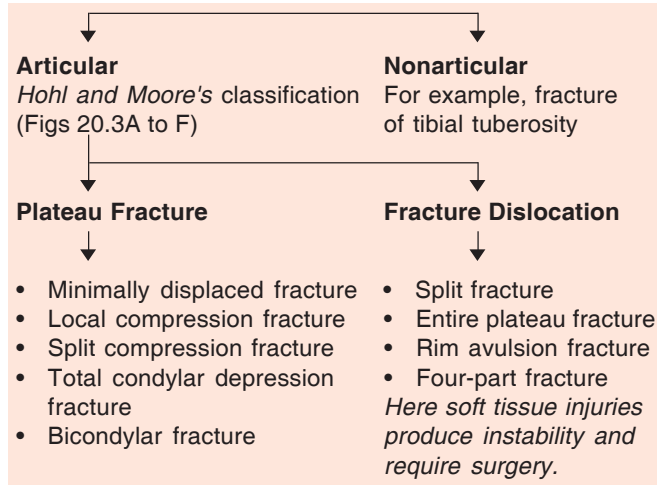 Articular
Hohl and Moore's classification
(Figs 20.3A to F)
Nonarticular
For example, fracture
of tibial tuberosity
Plateau Fracture
• Minimally displaced fracture
• Local compression fracture
• Split compression fracture
• Total condylar depression
fracture
• Bicondylar fracture
Fracture Dislocation
• Split fracture
• Entire plateau fracture
• Rim avulsion fracture
• Four-part fracture
Here soft tissue injuries
produce instability and
require surgery.